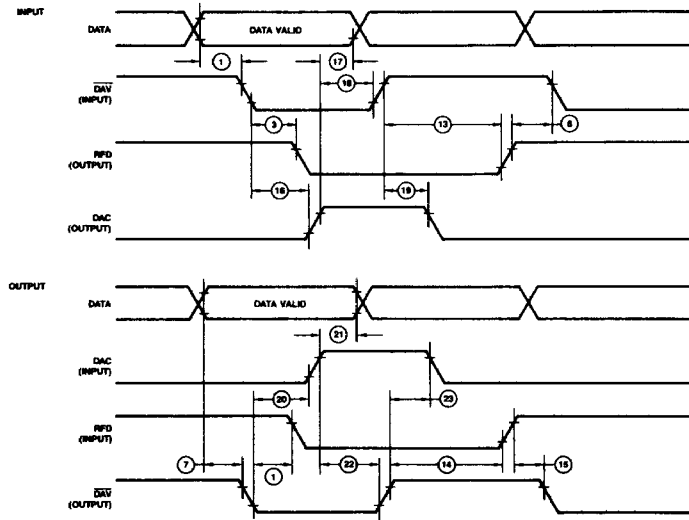 INPUT
DATA
DATA VALID
1
17
18
DAV
(INPUT)
3
13
6
RFD
(OUTPUT)
16
19
DAC
(OUTPUT)
OUTPUT
DATA
DATA VALID
21
DAC
(INPUT)
20
23
RFD
(INPUT)
7
1
22
14
15
DAV
(OUTPUT)